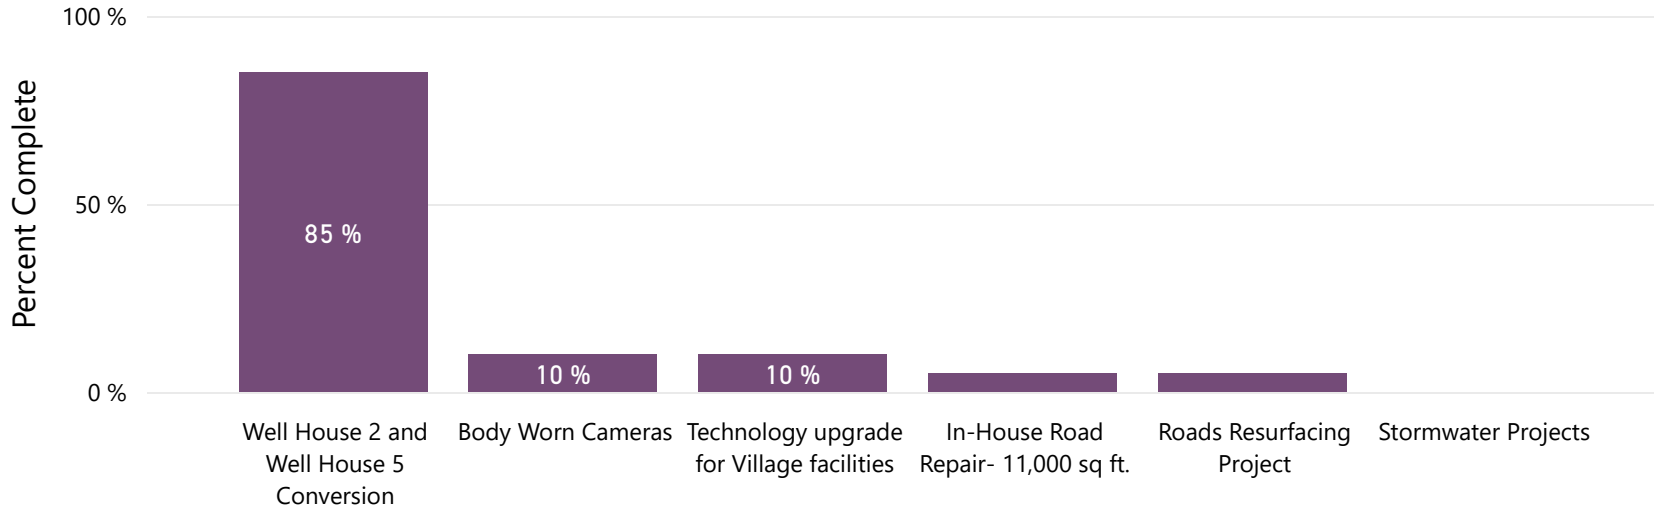 100 %
50 %
0 %
Percent Complete
85 %
10 %
10 %
Well House 2 and
Well House 5
Conversion
Body Worn Cameras
Technology upgrade
for Village facilities
In-House Road
Repair- 11,000 sq ft.
Roads Resurfacing
Project
Stormwater Projects